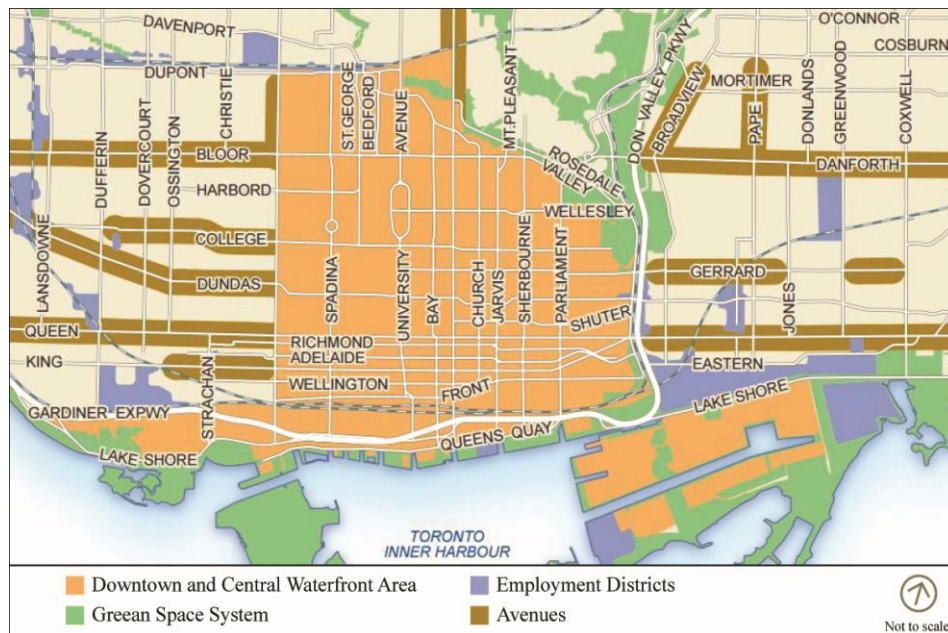 DAVENPORT
O'CONNOR
COSBURN
DUPONT
MORTIMER
LANSDOWNE
DUFFERIN
DOVERCOURT
OSSINGTON
CHRISTIE
ST.GEORGE
BEDFORD
AVENUE
MT.PLEASANT
DON VALLEY PKWY
BROADVIEW
PAPE
DONLANDS
GREENWOOD
COXWELL
BLOOR
ROSEDALE
VALLEY
DANFORTH
HARBORD
WELLESLEY
COLLEGE
GERRARD
DUNDAS
SPADINA
UNIVERSITY
BAY
CHURCH
JARVIS
SHERBOURNE
PARLIAMENT
JONES
SHUTER
QUEEN
RICHMOND
ADELAIDE
KING
EASTERN
WELLINGTON
STRACHAN
FRONT
GARDINER EXPWY
LAKE SHORE
QUEENS QUAY
LAKE SHORE
TORONTO
INNER HARBOUR
Downtown and Central Waterfront Area
Employment Districts
Greean Space System
Avenues
Not to scale